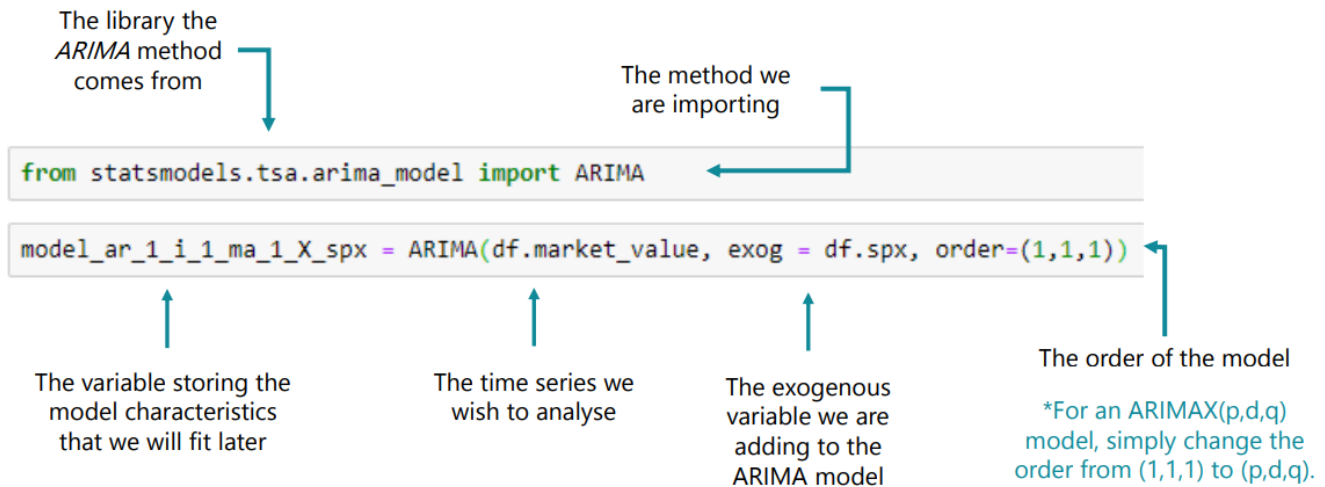 The library the
ARIMA method
comes from
The method we
are importing
from statsmodels.tsa.arima_model import ARIMA
model_ar_1_i_1_ma_1_X_spx = ARIMA(df.market_value, exog = df.spx, order=(1,1,1))
The variable storing the
model characteristics
that we will fit later
The time series we
wish to analyse
The exogenous
variable we are
adding to the
ARIMA model
The order of the model
*For an ARIMAX(p,d,q)
model, simply change the
order from (1,1,1) to (p,d,q).